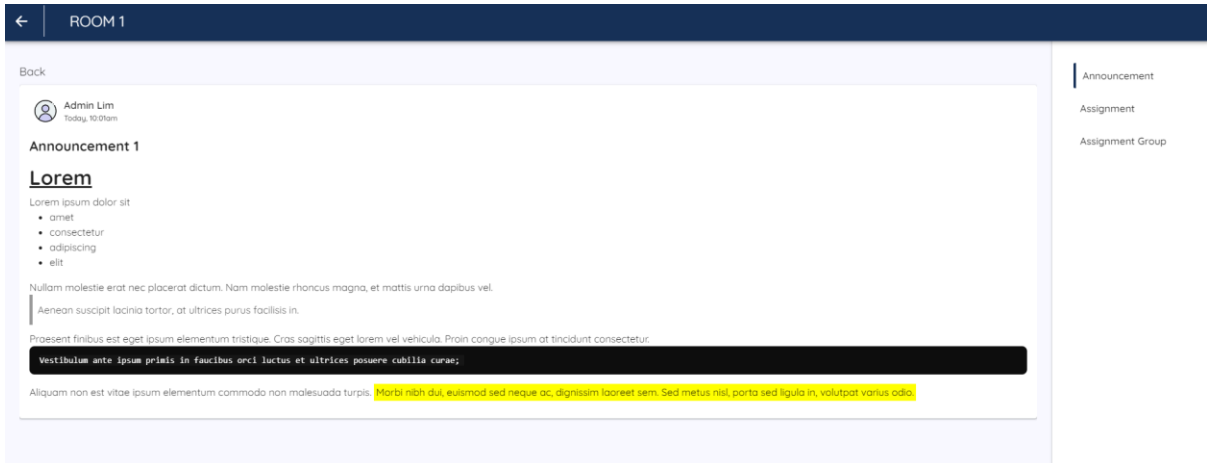 ROOM 1
Back
Admin Lim
Today, 10:01am
Announcement 1
Lorem
Lorem ipsum dolor sit
amet
consectetur
adipiscing
elit
Nullam molestie erat nec placerat dictum. Nam molestie rhoncus magna, et mattis urna dapibus vel.
Aenean suscipit lacinia tortor, at ultrices purus facilisis in.
Praesent finibus est eget ipsum elementum tristique. Cras sagittis eget lorem vel vehicula. Proin congue ipsum at tincidunt consectetur.
Vestibulum ante ipsum primis in faucibus orci luctus et ultrices posuere cubilia curae;
Aliquam non est vitae ipsum elementum commodo non malesuada turpis. Morbi nibh dui, euismod sed neque ac, dignissim laoreet sem. Sed metus nisl, porta sed ligula in, volutpat varius odio.
Announcement
Assignment
Assignment Group